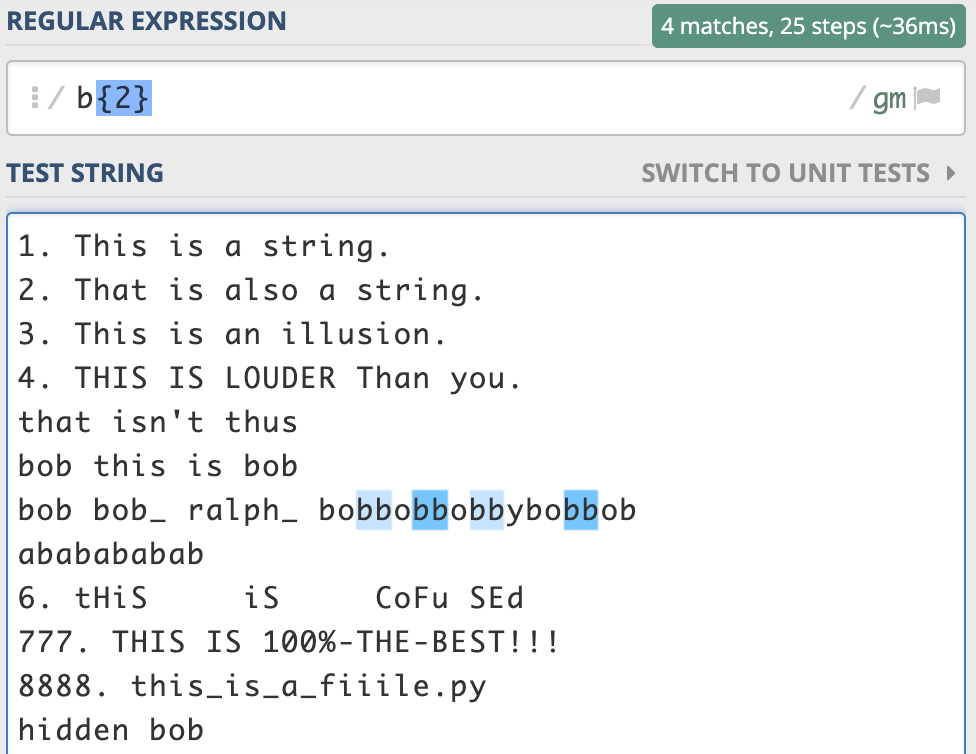 REGULAR EXPRESSION 4 matches, 25 steps (~36ms)
/ b{2} / gm
TEST STRING SWITCH TO UNIT TESTS
1. This is a string.
2. That is also a string.
3. This is an illusion.
4. THIS IS LOUDER Than you.
that isn't thus
bob this is bob
bob bob_ ralph_ bobbobbobbybobbob
ababababab
6. tHiS     iS     CoFu SEd
777. THIS IS 100%-THE-BEST!!!
8888. this_is_a_fiiile.py
hidden bob